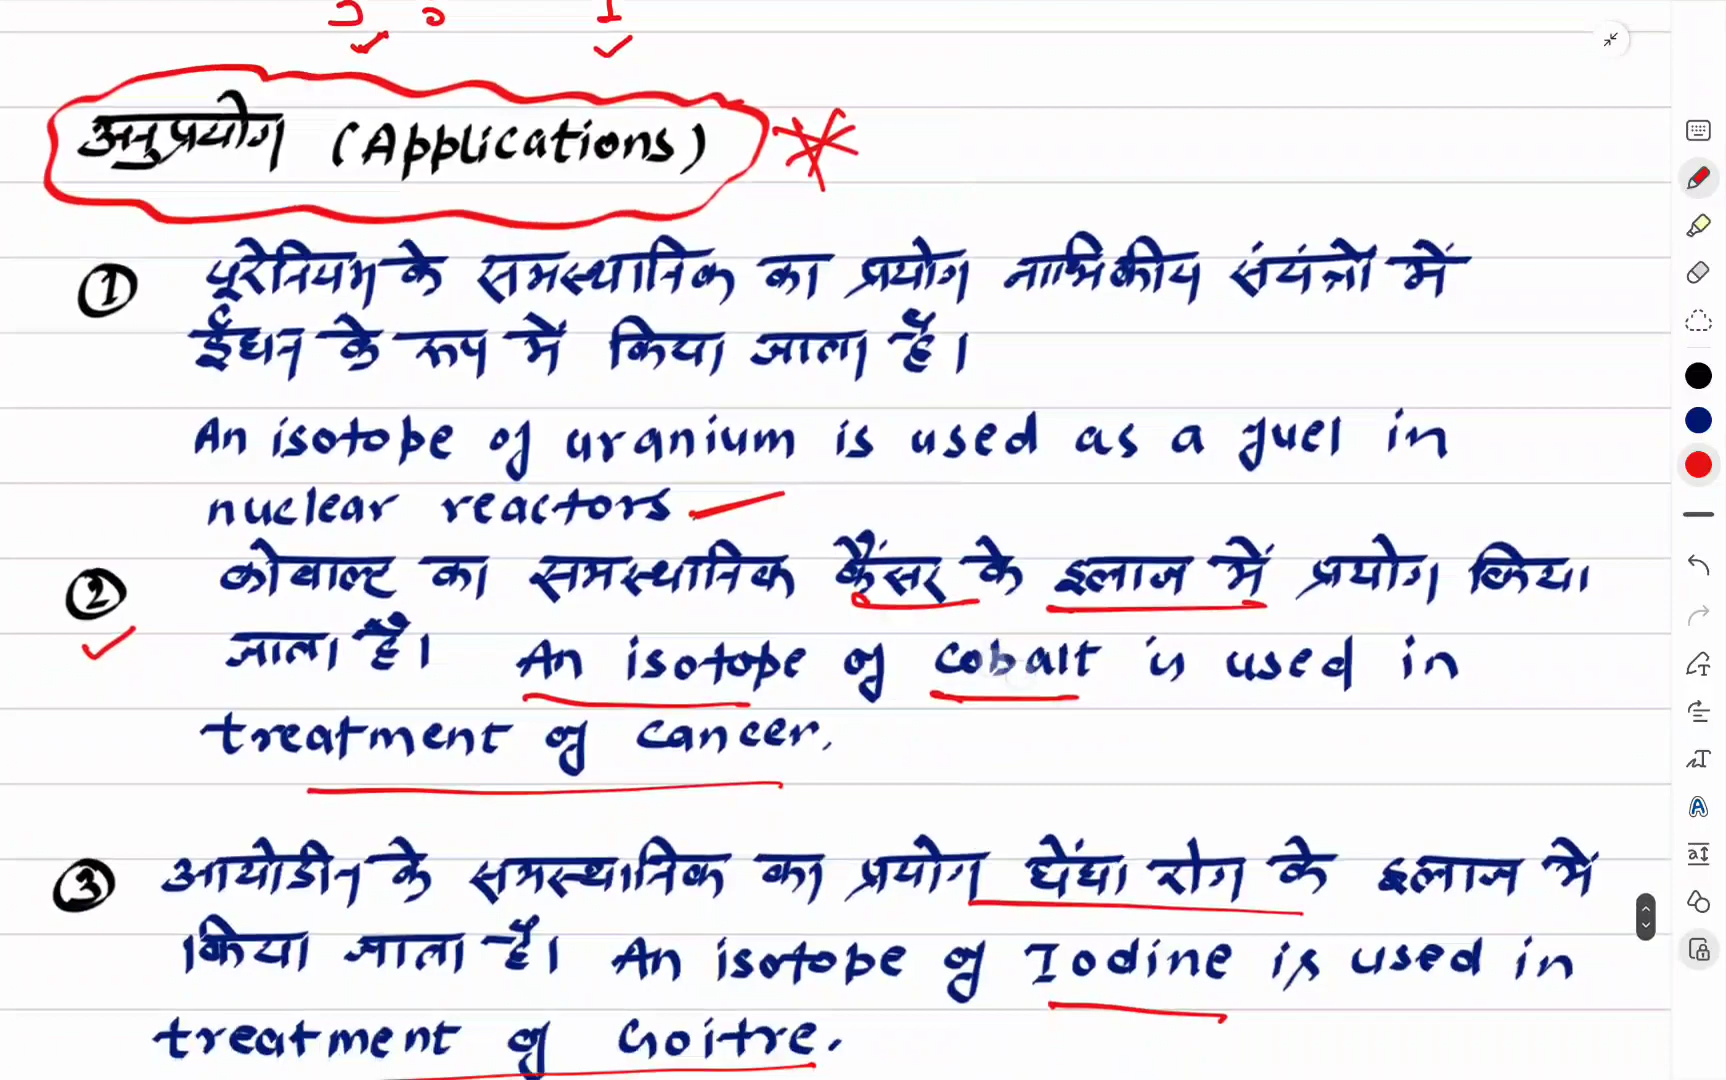 अनुप्रयोग (Applications)
① यूरेनियम के समस्थानिक का प्रयोग नाभिकीय संयंत्रों में
ईंधन के रूप में किया जाता है।
An isotope of uranium is used as a fuel in
nuclear reactors
② कोबाल्ट का समस्थानिक कैंसर के इलाज में प्रयोग किया
जाता है। An isotope of cobalt is used in
treatment of cancer.
③ आयोडीन के समस्थानिक का प्रयोग घेंघा रोग के इलाज में
किया जाता है। An isotope of Iodine is used in
treatment of Goitre.